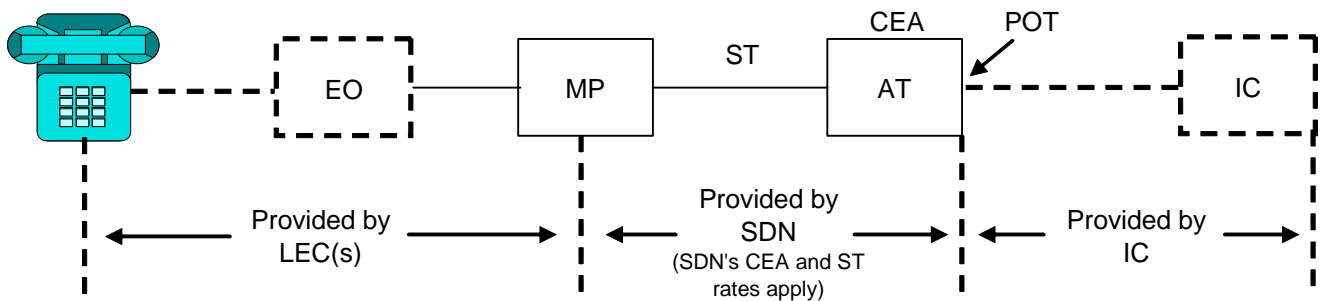 CEA
POT
ST
EO
MP
AT
IC
Provided by
LEC(s)
Provided by
SDN
(SDN's CEA and ST
rates apply)
Provided by
IC